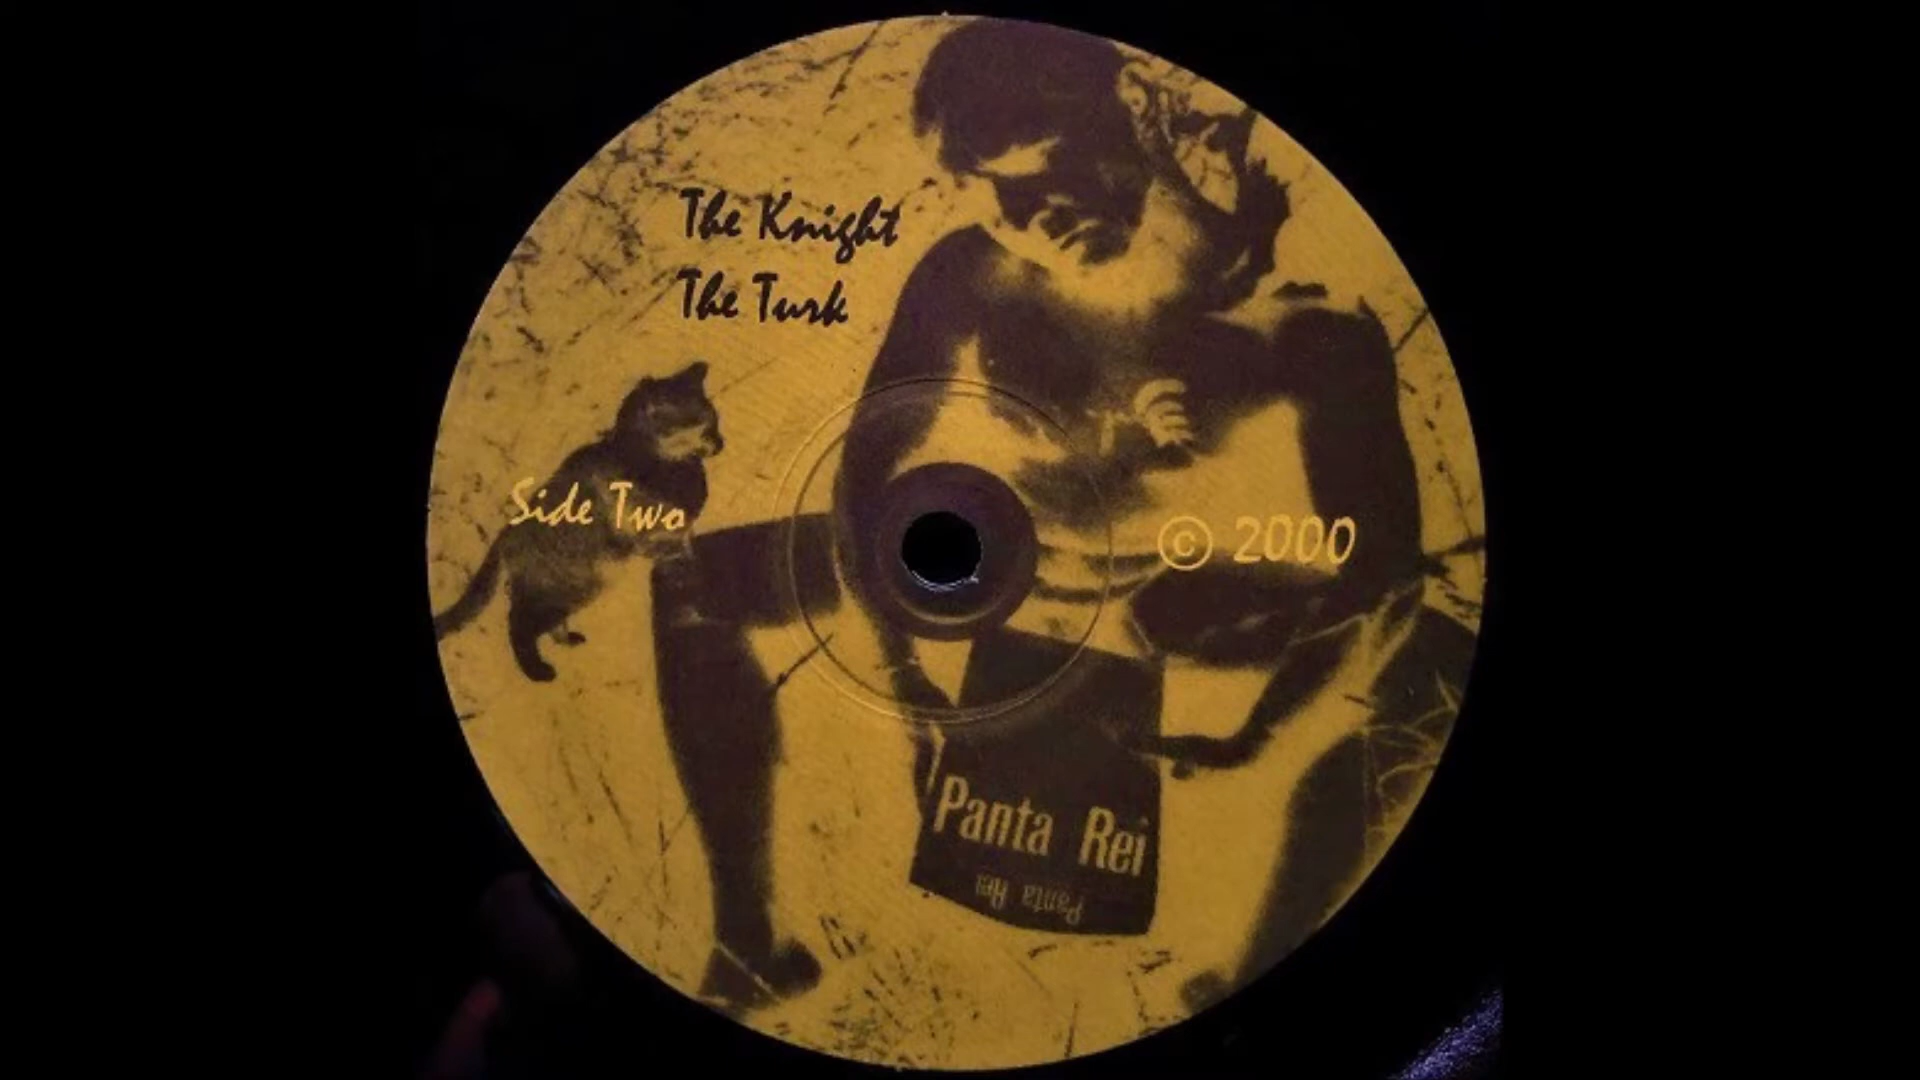 The Knight
The Turk
Side Two
© 2000
Panta Rei
Panta Rei